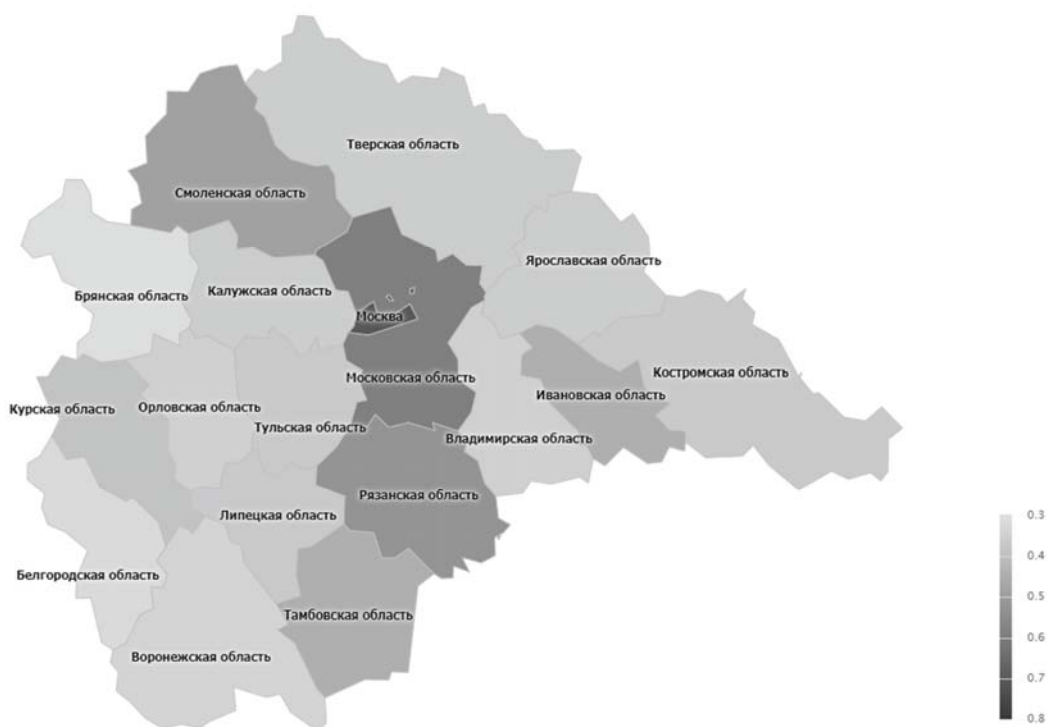 Тверская область
Смоленская область
Ярославская область
Калужская область
Брянская область
Москва
Костромская область
Московская область
Ивановская область
Курская область
Орловская область
Тульская область
Владимирская область
Рязанская область
Липецкая область
Белгородская область
Тамбовская область
Воронежская область
0.3
0.4
0.5
0.6
0.7
0.8